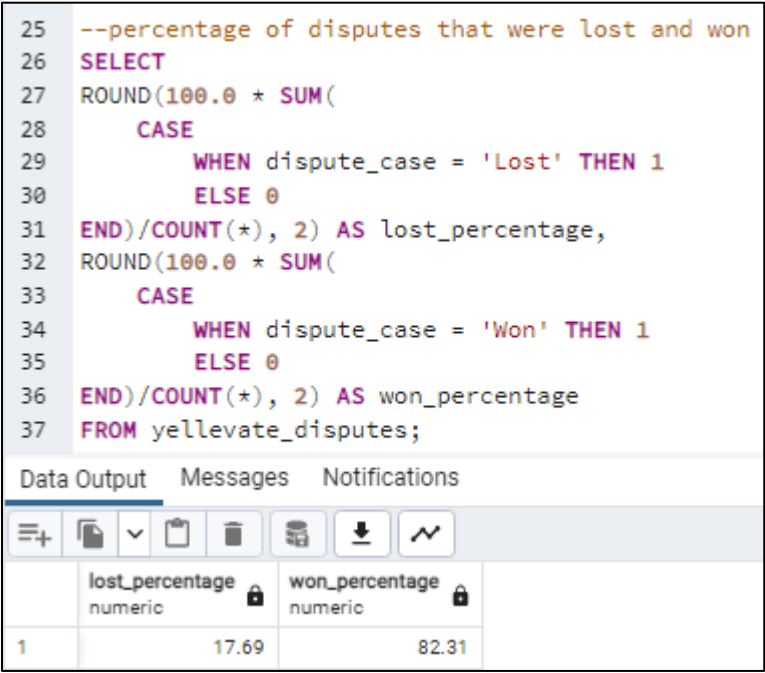 25 --percentage of disputes that were lost and won
26 SELECT
27 ROUND(100.0 * SUM(
28     CASE
29         WHEN dispute_case = 'Lost' THEN 1
30         ELSE 0
31 END)/COUNT(*), 2) AS lost_percentage,
32 ROUND(100.0 * SUM(
33     CASE
34         WHEN dispute_case = 'Won' THEN 1
35         ELSE 0
36 END)/COUNT(*), 2) AS won_percentage
37 FROM yellevate_disputes;
Data Output Messages Notifications
lost_percentage won_percentage
numeric numeric
1 17.69 82.31